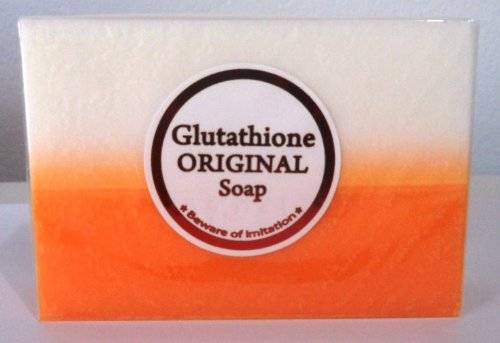 Glutathione
ORIGINAL
Soap
* Beware of imitation *